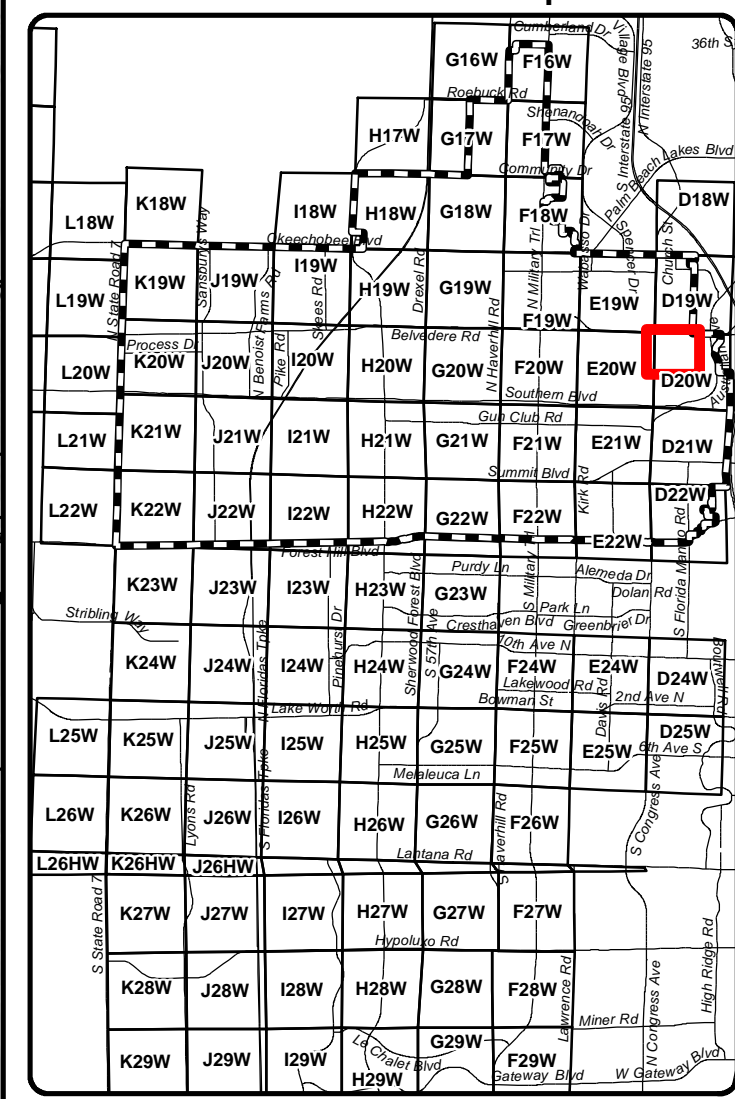 Cumberland Dr
Village Blvd
36th S
G16W
F16W
N Interstate 95
S Interstate 95
Roebuck Rd
Shenandoah Dr
H17W
G17W
F17W
Palm Beach Lakes Blvd
Community Dr
K18W
L18W
I18W
H18W
G18W
F18W
D18W
Sansburys Way
Okeechobee Blvd
N Military Trl
Wabasso Dr
Spencer Dr
Church St
N State Road 7
L19W
K19W
J19W
I19W
H19W
G19W
F19W
E19W
D19W
N Benoist Farms Rd
Skees Rd
Drexel Rd
N Haverhill Rd
Belvedere Rd
Process Dr
Pike Rd
L20W
K20W
J20W
I20W
H20W
G20W
F20W
E20W
D20W
Southern Blvd
Gun Club Rd
L21W
K21W
J21W
I21W
H21W
G21W
F21W
E21W
D21W
Summit Blvd
Kirk Rd
L22W
K22W
J22W
I22W
H22W
G22W
F22W
E22W
D22W
Forest Hill Blvd
S Military Trl
S Florida Mango Rd
Purdy Ln
Alemeda Dr
Dolan Rd
K23W
J23W
I23W
H23W
G23W
Stribling Way
Pinehurst Dr
Sherwood Forest Blvd
S 57th Ave
Park Ln
Cresthaven Blvd
Greenbrier Dr
10th Ave N
K24W
J24W
I24W
H24W
G24W
F24W
E24W
D24W
Boutwell Rd
N Floridas Tpke
Lakewood Rd
2nd Ave N
Bowman St
Davis Rd
Lake Worth Rd
L25W
K25W
J25W
I25W
H25W
G25W
F25W
E25W
D25W
6th Ave S
Melaleuca Ln
Lyons Rd
S Floridas Tpke
S Haverhill Rd
S Congress Ave
L26W
K26W
J26W
I26W
H26W
G26W
F26W
Lantana Rd
L26HW
K26HW
J26HW
S State Road 7
K27W
J27W
I27W
H27W
G27W
F27W
Hypoluxo Rd
Lawrence Rd
N Congress Ave
High Ridge Rd
K28W
J28W
I28W
H28W
G28W
F28W
Miner Rd
Le Chalet Blvd
K29W
J29W
I29W
H29W
G29W
F29W
Gateway Blvd
W Gateway Blvd